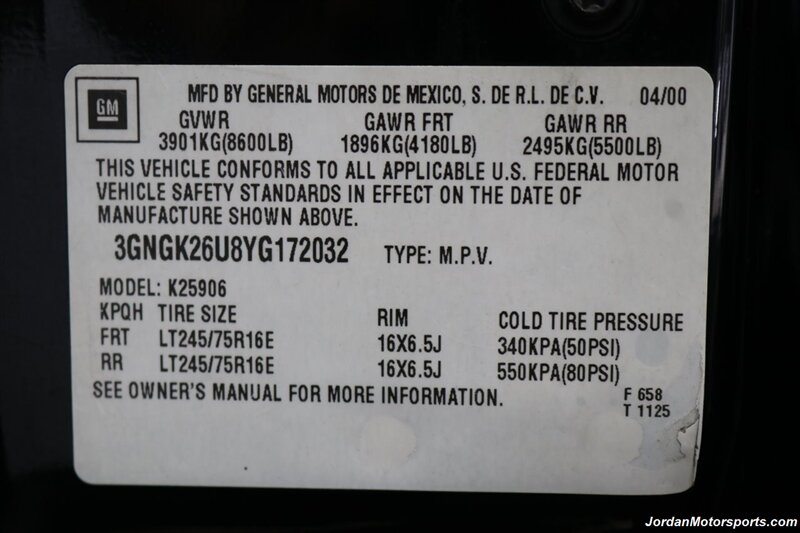 GM
MFD BY GENERAL MOTORS DE MEXICO, S. DE R.L. DE C.V. 04/00
GVWR GAWR FRT GAWR RR
3901KG(8600LB) 1896KG(4180LB) 2495KG(5500LB)
THIS VEHICLE CONFORMS TO ALL APPLICABLE U.S. FEDERAL MOTOR
VEHICLE SAFETY STANDARDS IN EFFECT ON THE DATE OF
MANUFACTURE SHOWN ABOVE.
3GNGK26U8YG172032 TYPE: M.P.V.
MODEL: K25906
KPQH TIRE SIZE RIM COLD TIRE PRESSURE
FRT LT245/75R16E 16X6.5J 340KPA(50PSI)
RR LT245/75R16E 16X6.5J 550KPA(80PSI)
SEE OWNER'S MANUAL FOR MORE INFORMATION.
F 658
T 1125
JordanMotorsports.com